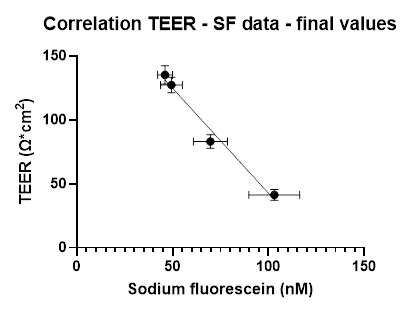 Correlation TEER - SF data - final values
150
100
50
0
TEER (Ω*cm²)
0
50
100
150
Sodium fluorescein (nM)